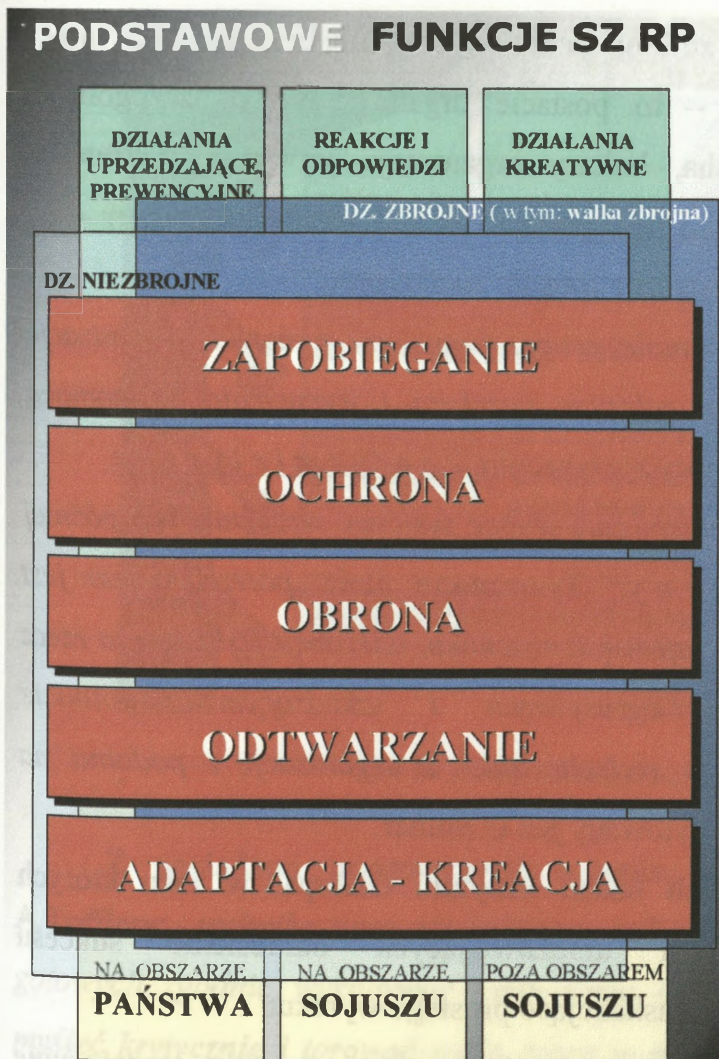 PODSTAWOWE FUNKCJE SZ RP
DZIAŁANIA
UPRZEDZAJĄCE,
PREWENCYJNE
REAKCJE I
ODPOWIEDZI
DZIAŁANIA
KREATYWNE
DZ. ZBROJNE ( w tym: walka zbrojna)
DZ. NIEZBROJNE
ZAPOBIEGANIE
OCHRONA
OBRONA
ODTWARZANIE
ADAPTACJA - KREACJA
NA OBSZARZE
PAŃSTWA
NA OBSZARZE
SOJUSZU
POZA OBSZAREM
SOJUSZU